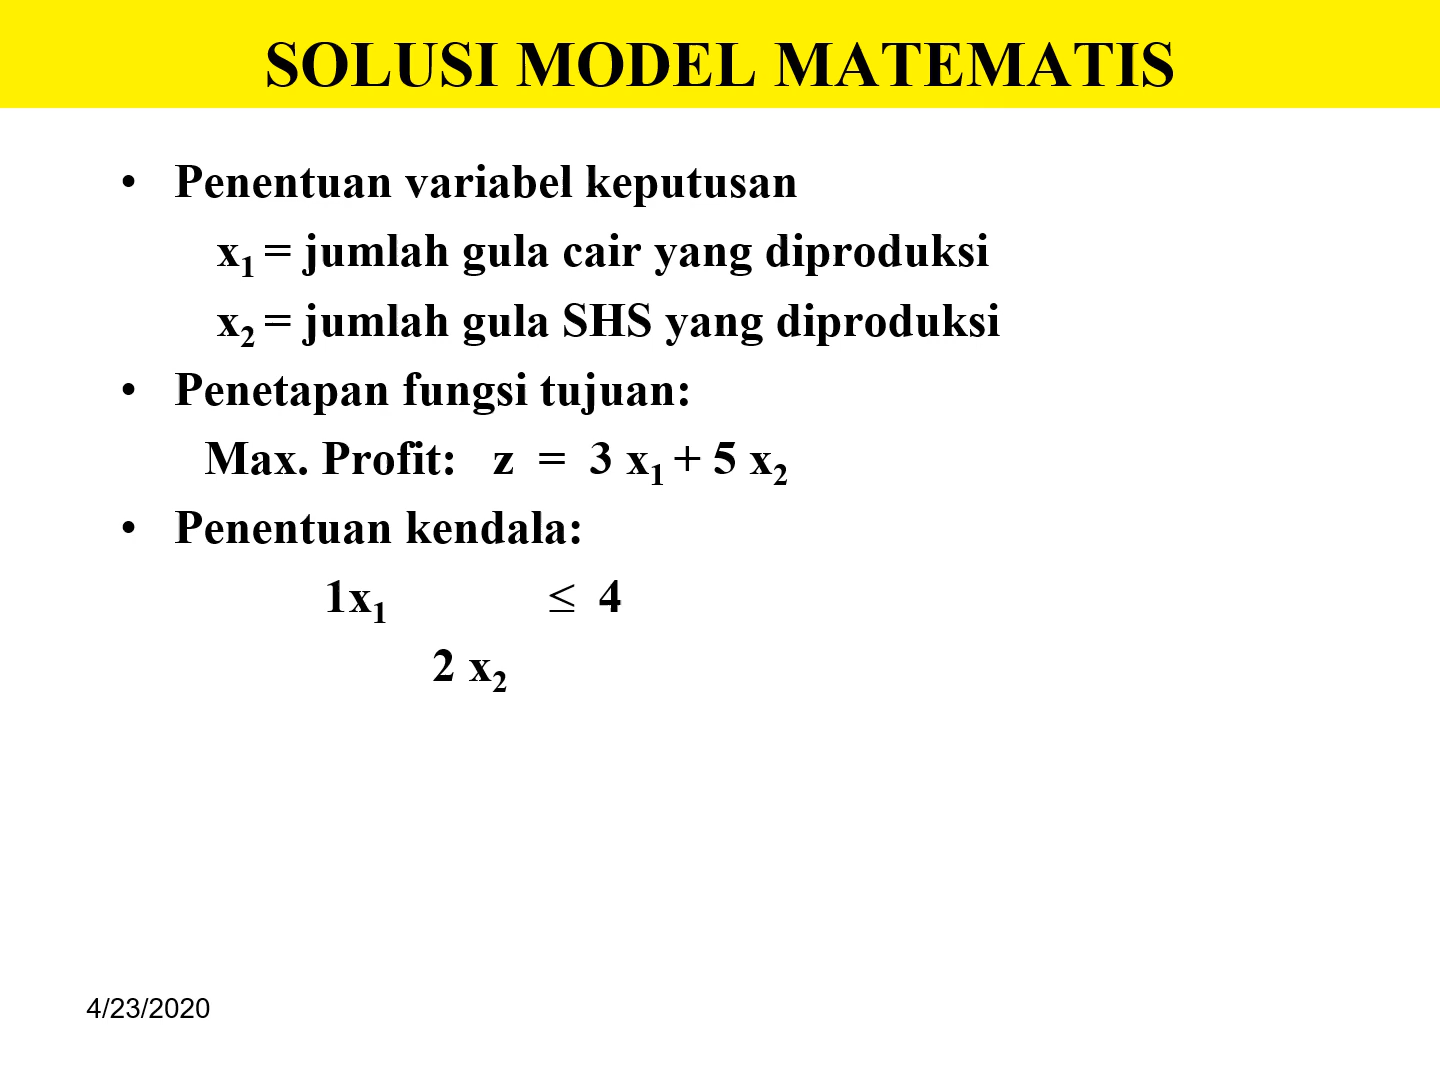 SOLUSI MODEL MATEMATIS
• Penentuan variabel keputusan
x₁ = jumlah gula cair yang diproduksi
x₂ = jumlah gula SHS yang diproduksi
• Penetapan fungsi tujuan:
Max. Profit: z = 3 x₁ + 5 x₂
• Penentuan kendala:
1x₁ ≤ 4
2 x₂
4/23/2020